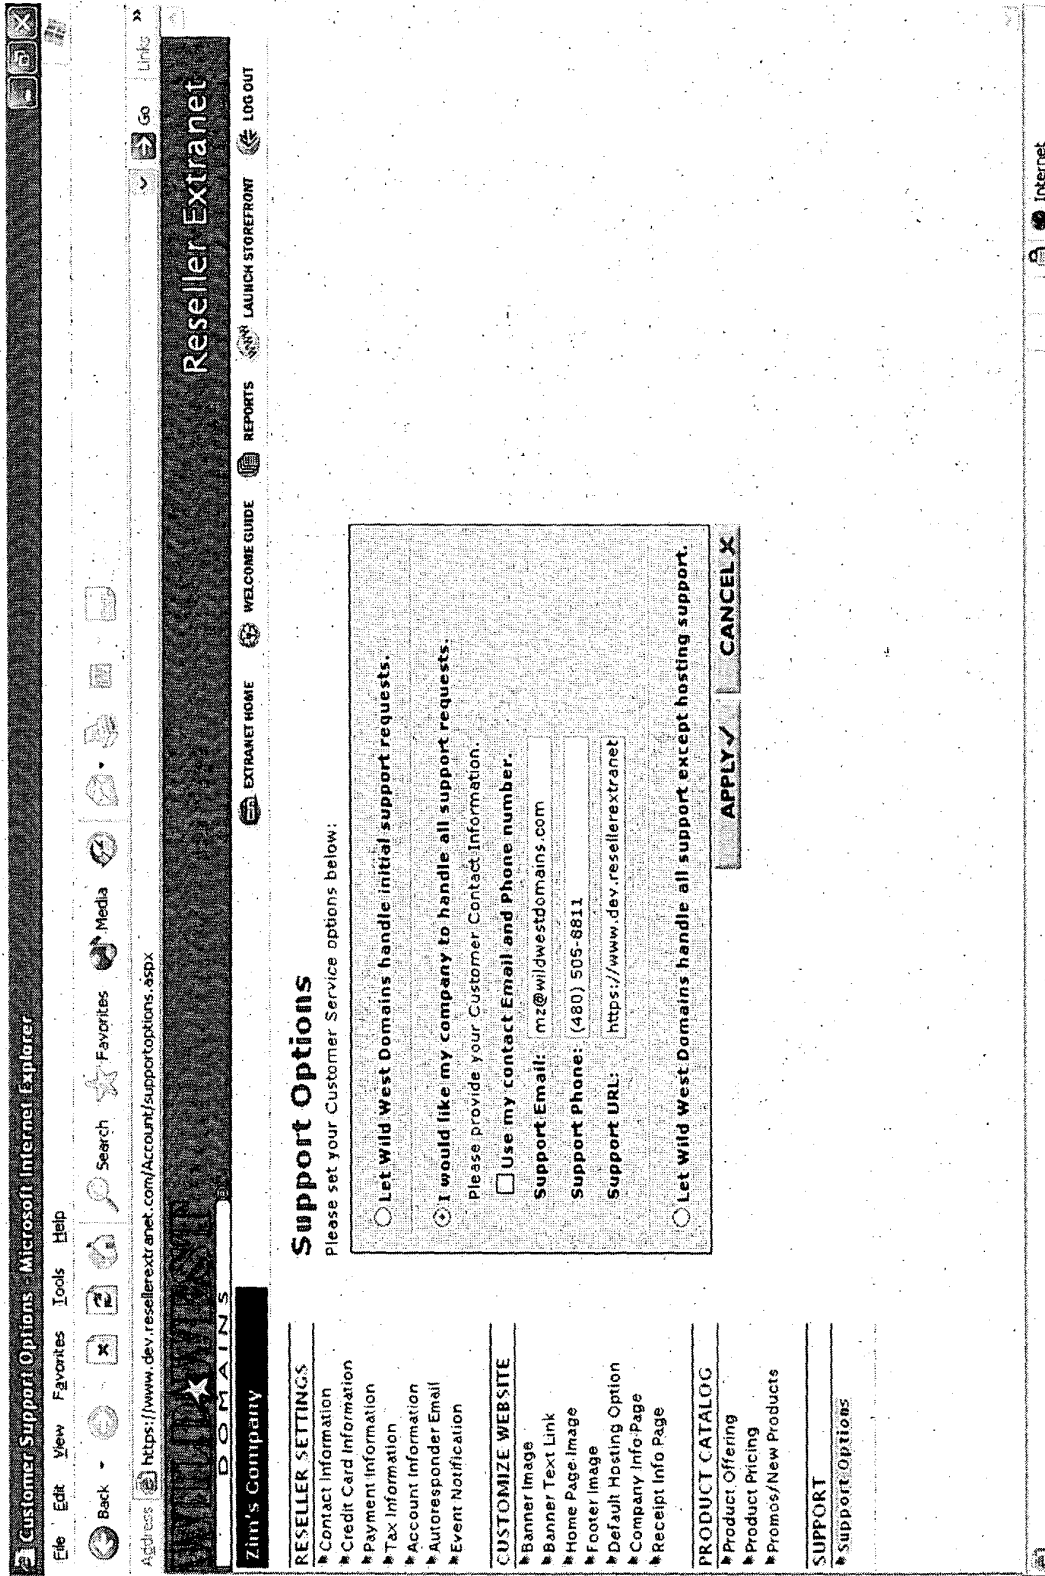 Customer Support Options - Microsoft Internet Explorer
File Edit View Favorites Tools Help
Back Search Favorites Media
Address https://www.dev.resellerextranet.com/Account/supportoptions.aspx Go Links »
WILD WEST
DOMAINS
Reseller Extranet
Zim's Company
EXTRANET HOME WELCOME GUIDE REPORTS LAUNCH STOREFRONT LOG OUT
RESELLER SETTINGS
Contact Information
Credit Card Information
Payment Information
Tax Information
Account Information
Autoresponder Email
Event Notification
CUSTOMIZE WEBSITE
Banner Image
Banner Text Link
Home Page Image
Footer Image
Default Hosting Option
Company Info Page
Receipt Info Page
PRODUCT CATALOG
Product Offering
Product Pricing
Promos/New Products
SUPPORT
Support Options
Support Options
Please set your Customer Service options below:
Let Wild West Domains handle initial support requests.
I would like my company to handle all support requests.
Please provide your Customer Contact Information.
Use my contact Email and Phone number.
Support Email: mz@wildwestdomains.com
Support Phone: (480) 505-8811
Support URL: https://www.dev.resellerextranet
Let Wild West Domains handle all support except hosting support.
APPLY ✓ CANCEL X
Internet